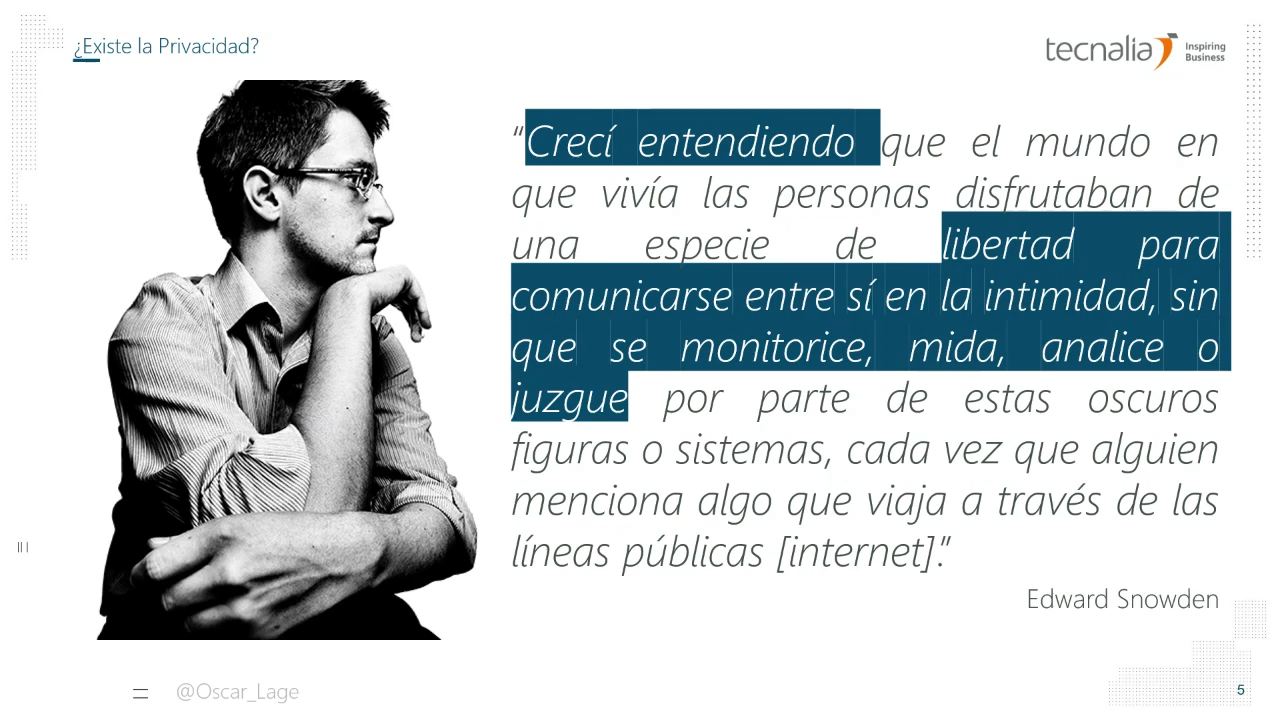 ¿Existe la Privacidad?
tecnalia Inspiring
Business
“Crecí entendiendo que el mundo en
que vivía las personas disfrutaban de
una especie de libertad para
comunicarse entre sí en la intimidad, sin
que se monitorice, mida, analice o
juzgue por parte de estas oscuros
figuras o sistemas, cada vez que alguien
menciona algo que viaja a través de las
líneas públicas [internet].”
Edward Snowden
@Oscar_Lage
5